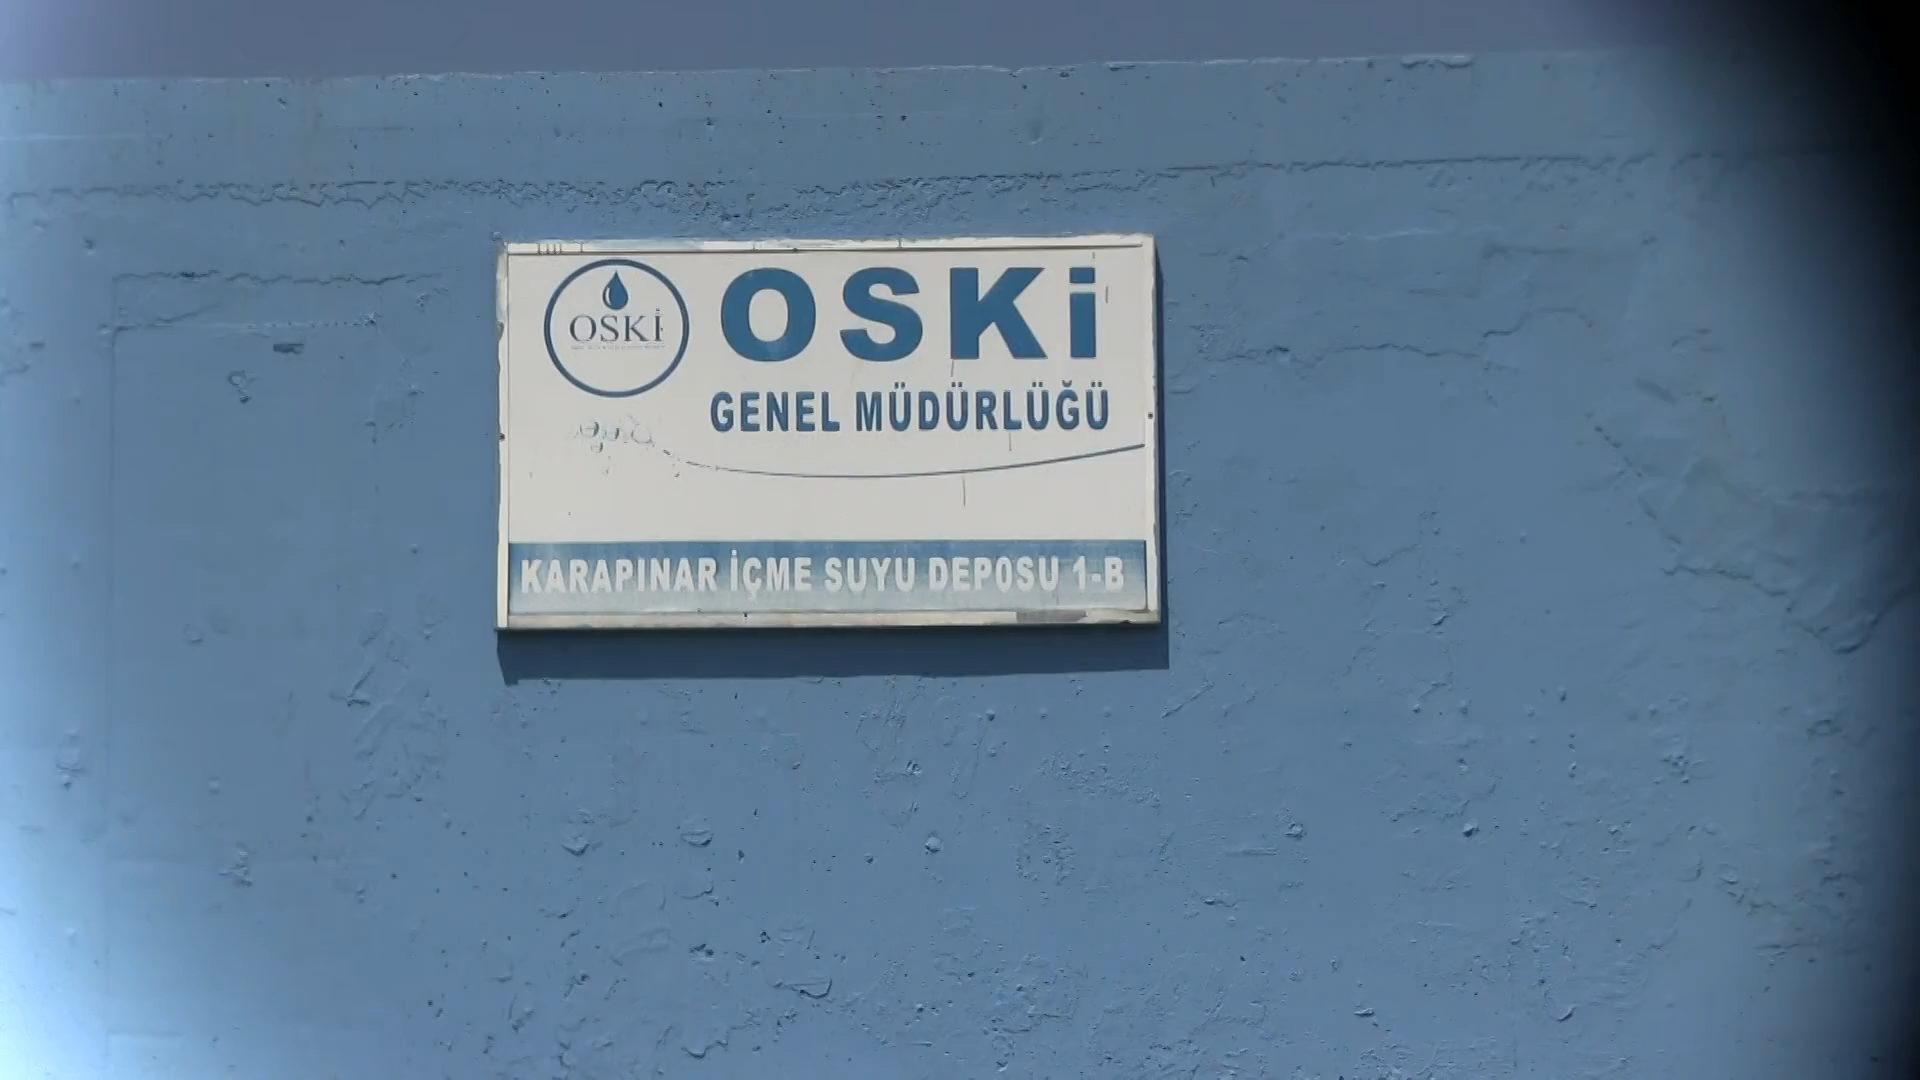 OSKİ
OSKi
GENEL MÜDÜRLÜĞÜ
KARAPINAR İÇME SUYU DEPOSU 1-B